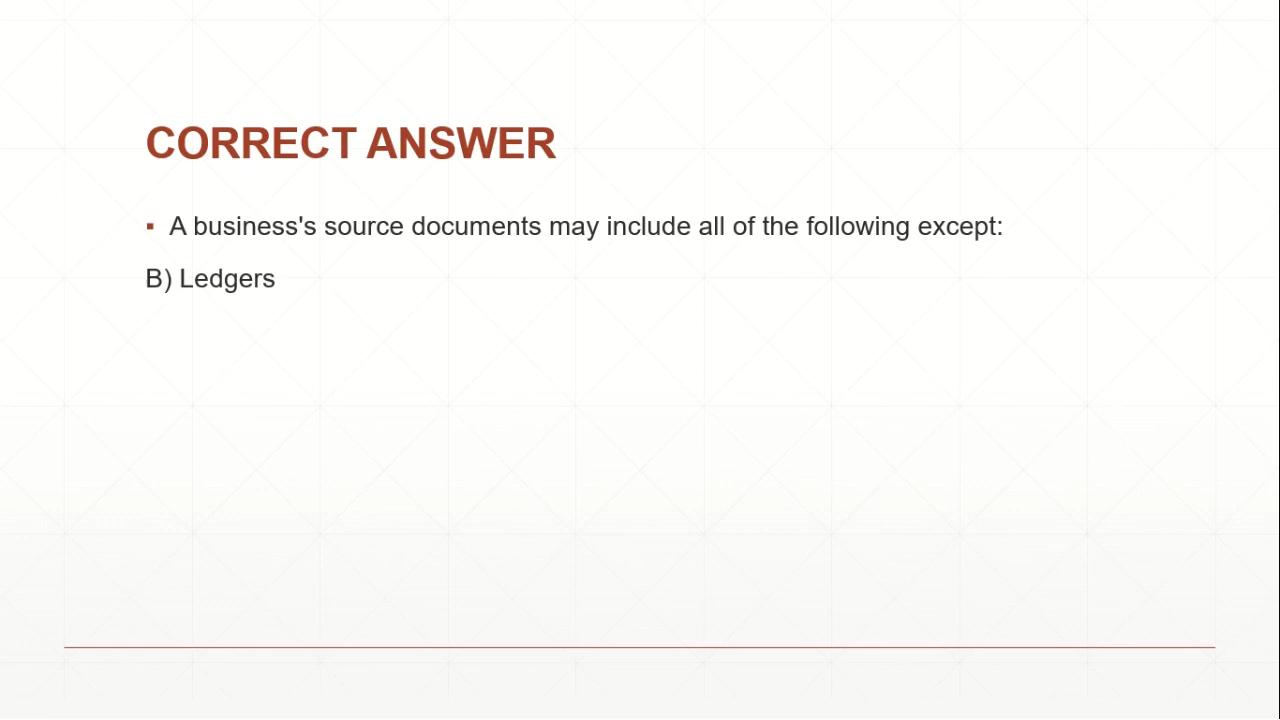 CORRECT ANSWER
▪ A business's source documents may include all of the following except:
B) Ledgers